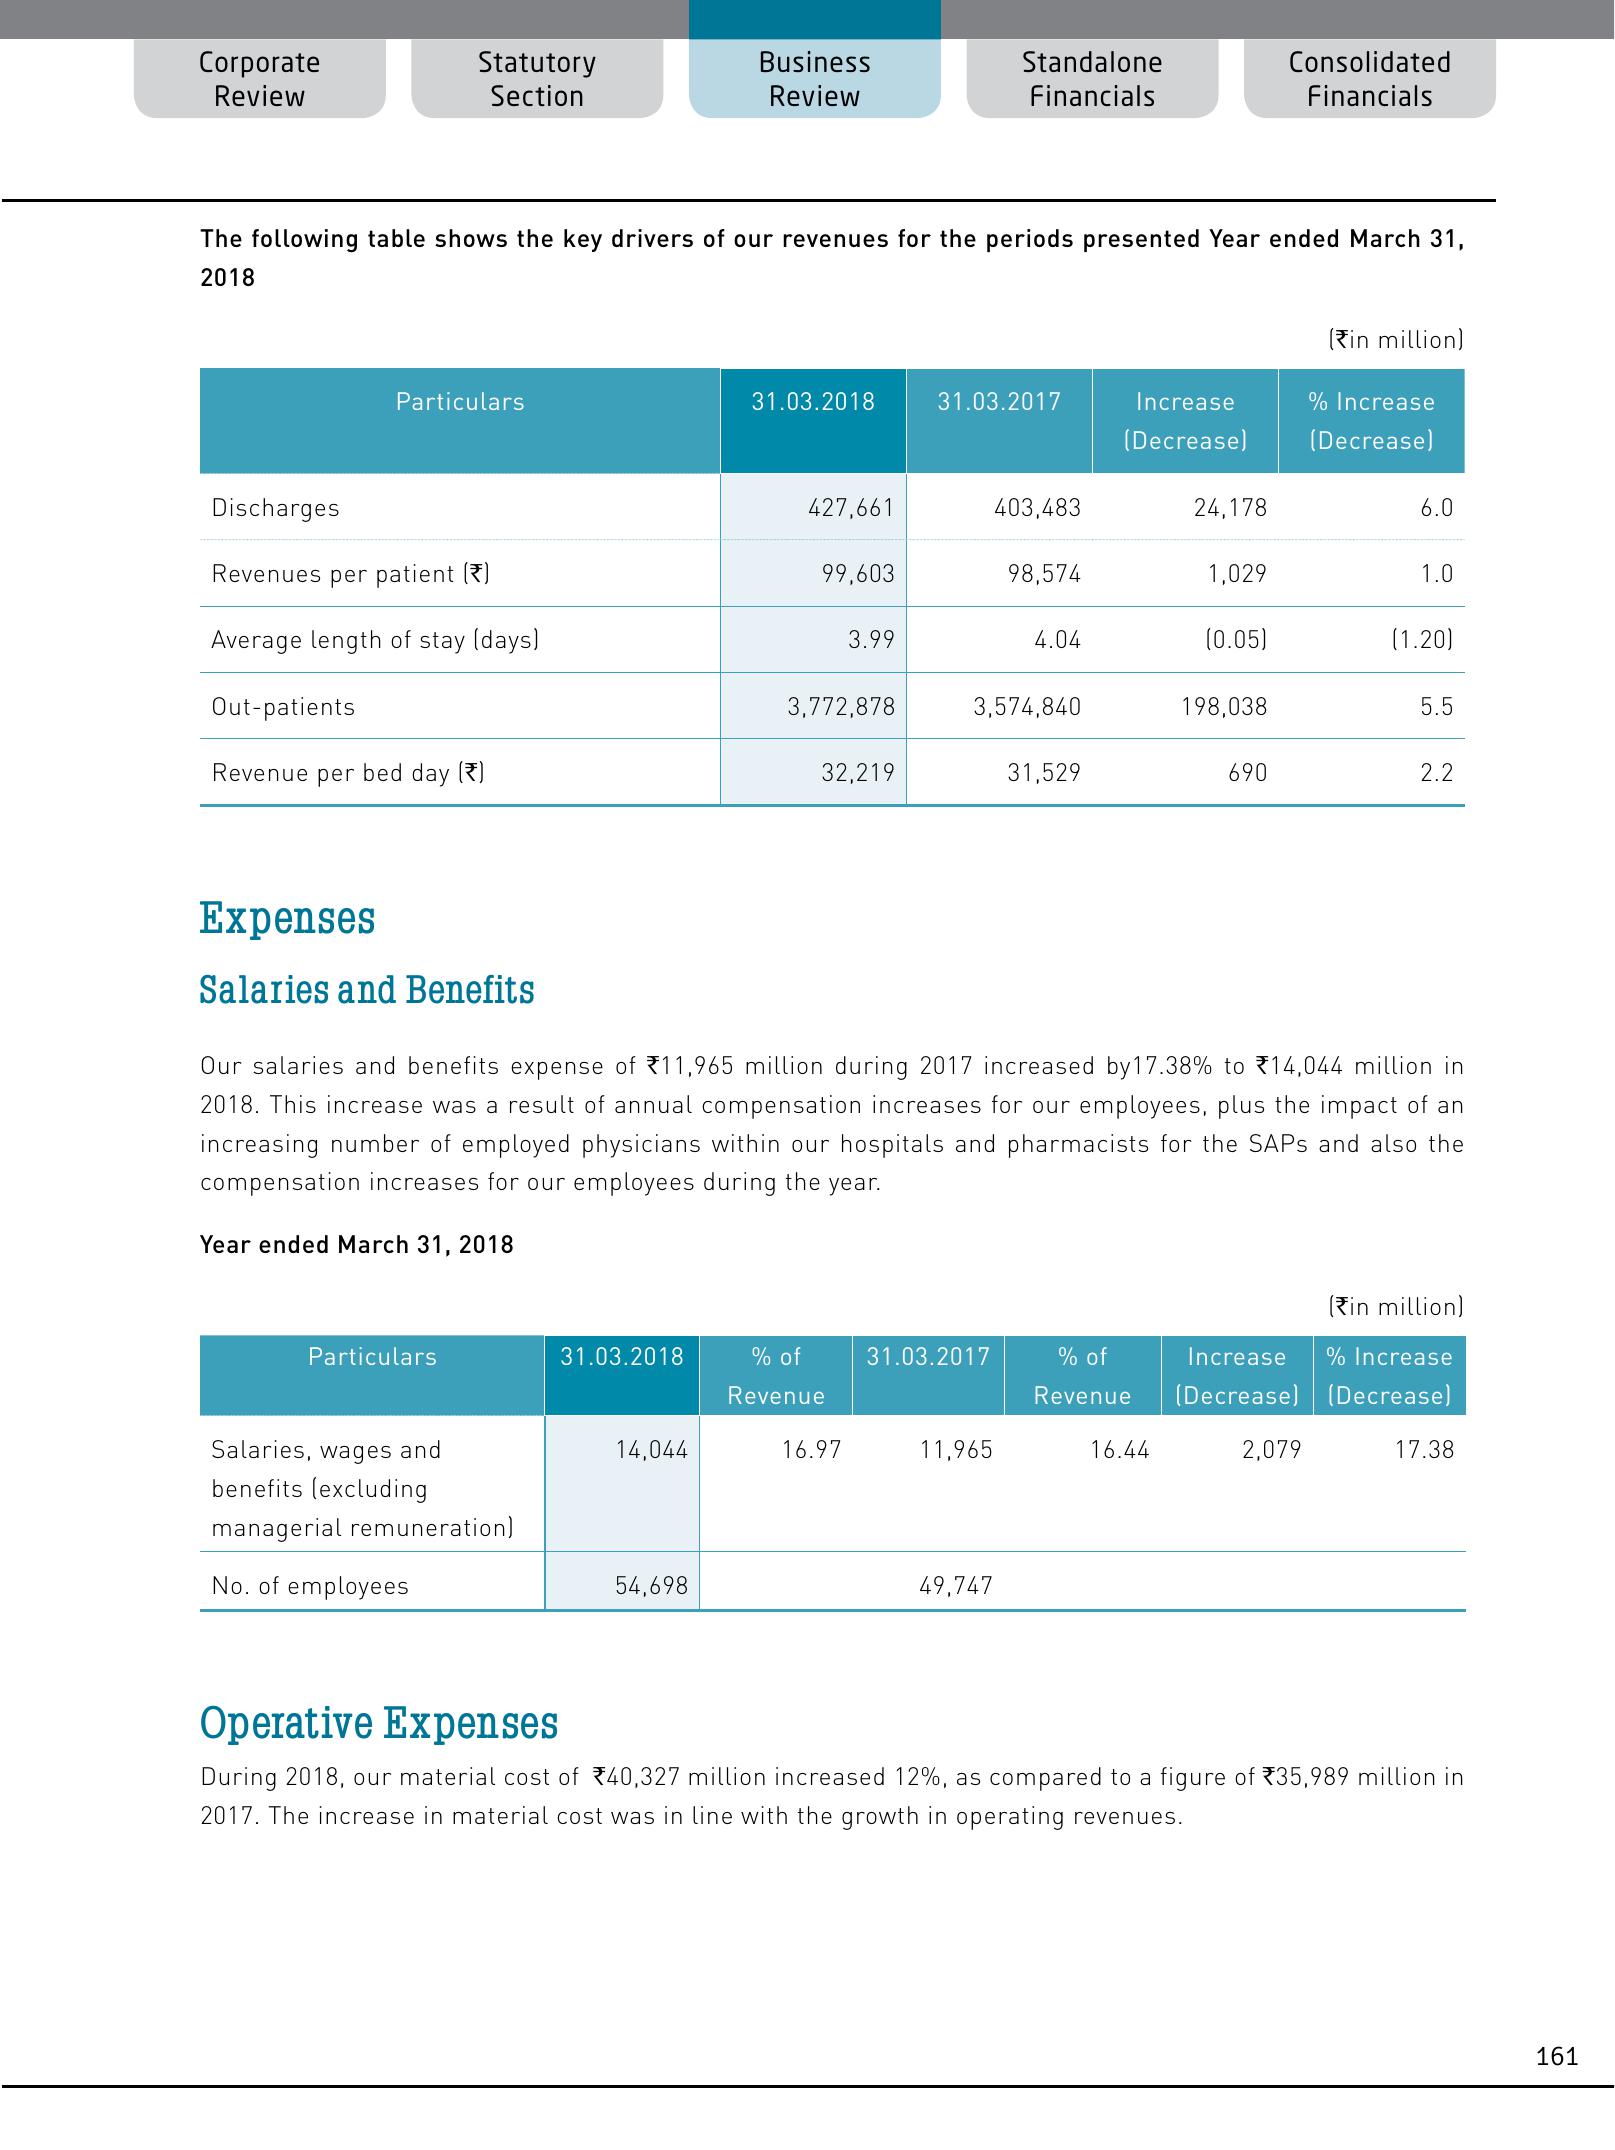 Corporate Review
Statutory Section
Business Review
Standalone Financials
Consolidated Financials
The following table shows the key drivers of our revenues for the periods presented Year ended March 31,
2018
(₹in million)
Particulars 31.03.2018 31.03.2017 Increase (Decrease) % Increase (Decrease)
Discharges 427,661 403,483 24,178 6.0
Revenues per patient (₹) 99,603 98,574 1,029 1.0
Average length of stay (days) 3.99 4.04 (0.05) (1.20)
Out-patients 3,772,878 3,574,840 198,038 5.5
Revenue per bed day (₹) 32,219 31,529 690 2.2
Expenses
Salaries and Benefits
Our salaries and benefits expense of ₹11,965 million during 2017 increased by17.38% to ₹14,044 million in
2018. This increase was a result of annual compensation increases for our employees, plus the impact of an
increasing number of employed physicians within our hospitals and pharmacists for the SAPs and also the
compensation increases for our employees during the year.
Year ended March 31, 2018
(₹in million)
Particulars 31.03.2018 % of Revenue 31.03.2017 % of Revenue Increase (Decrease) % Increase (Decrease)
Salaries, wages and 14,044 16.97 11,965 16.44 2,079 17.38
benefits (excluding
managerial remuneration)
No. of employees 54,698 49,747
Operative Expenses
During 2018, our material cost of ₹40,327 million increased 12%, as compared to a figure of ₹35,989 million in
2017. The increase in material cost was in line with the growth in operating revenues.
161